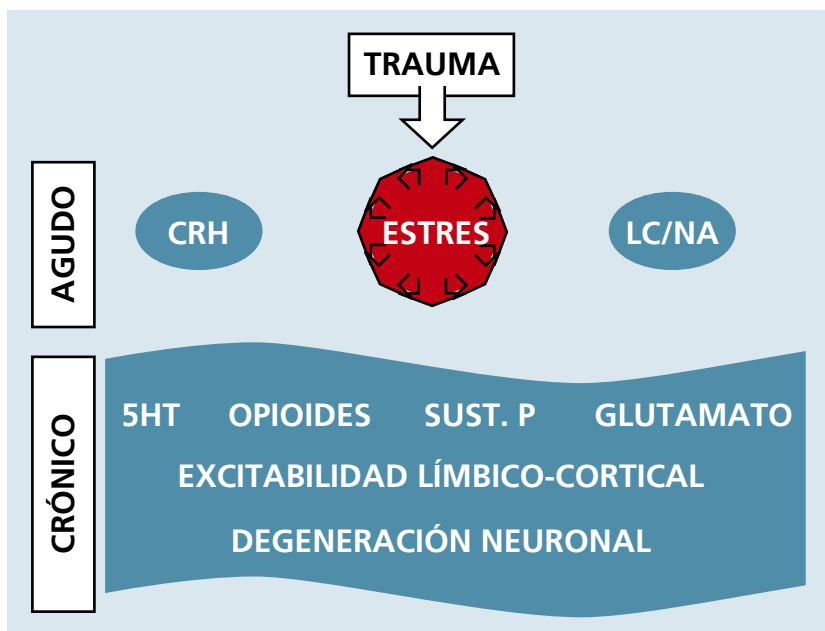 TRAUMA
AGUDO
CRH
ESTRES
LC/NA
CRÓNICO
5HT OPIOIDES SUST. P GLUTAMATO
EXCITABILIDAD LÍMBICO-CORTICAL
DEGENERACIÓN NEURONAL